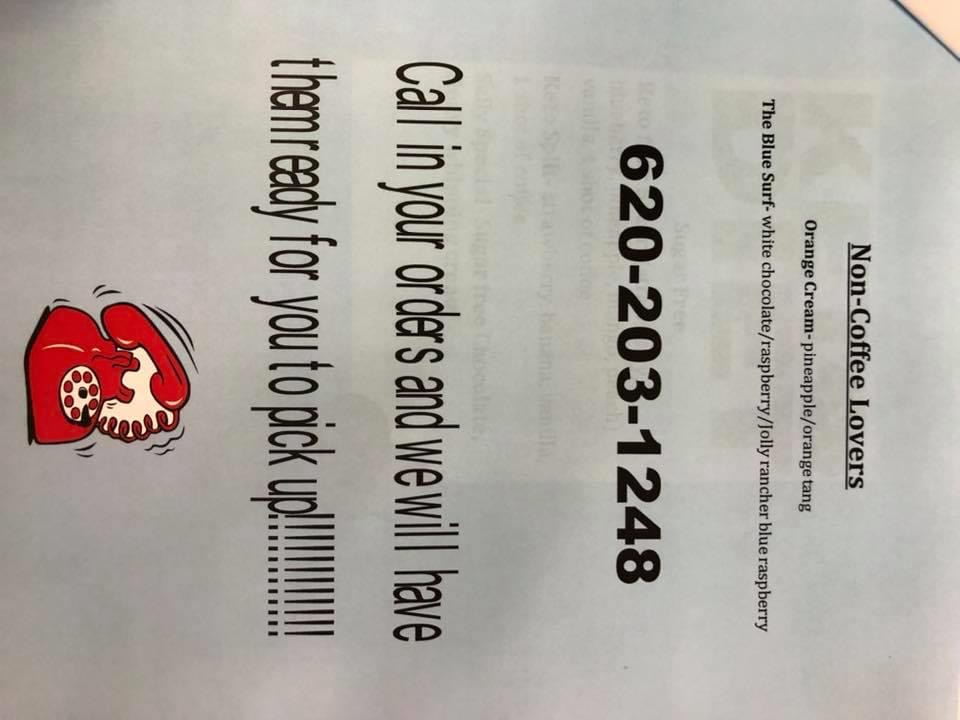 Non-Coffee Lovers
Orange Cream- pineapple/orange tang
The Blue Surf- white chocolate/raspberry/Jolly rancher blue raspberry
620-203-1248
Call in your orders and we will have
them ready for you to pick up!!!!!!!!!!!!!!